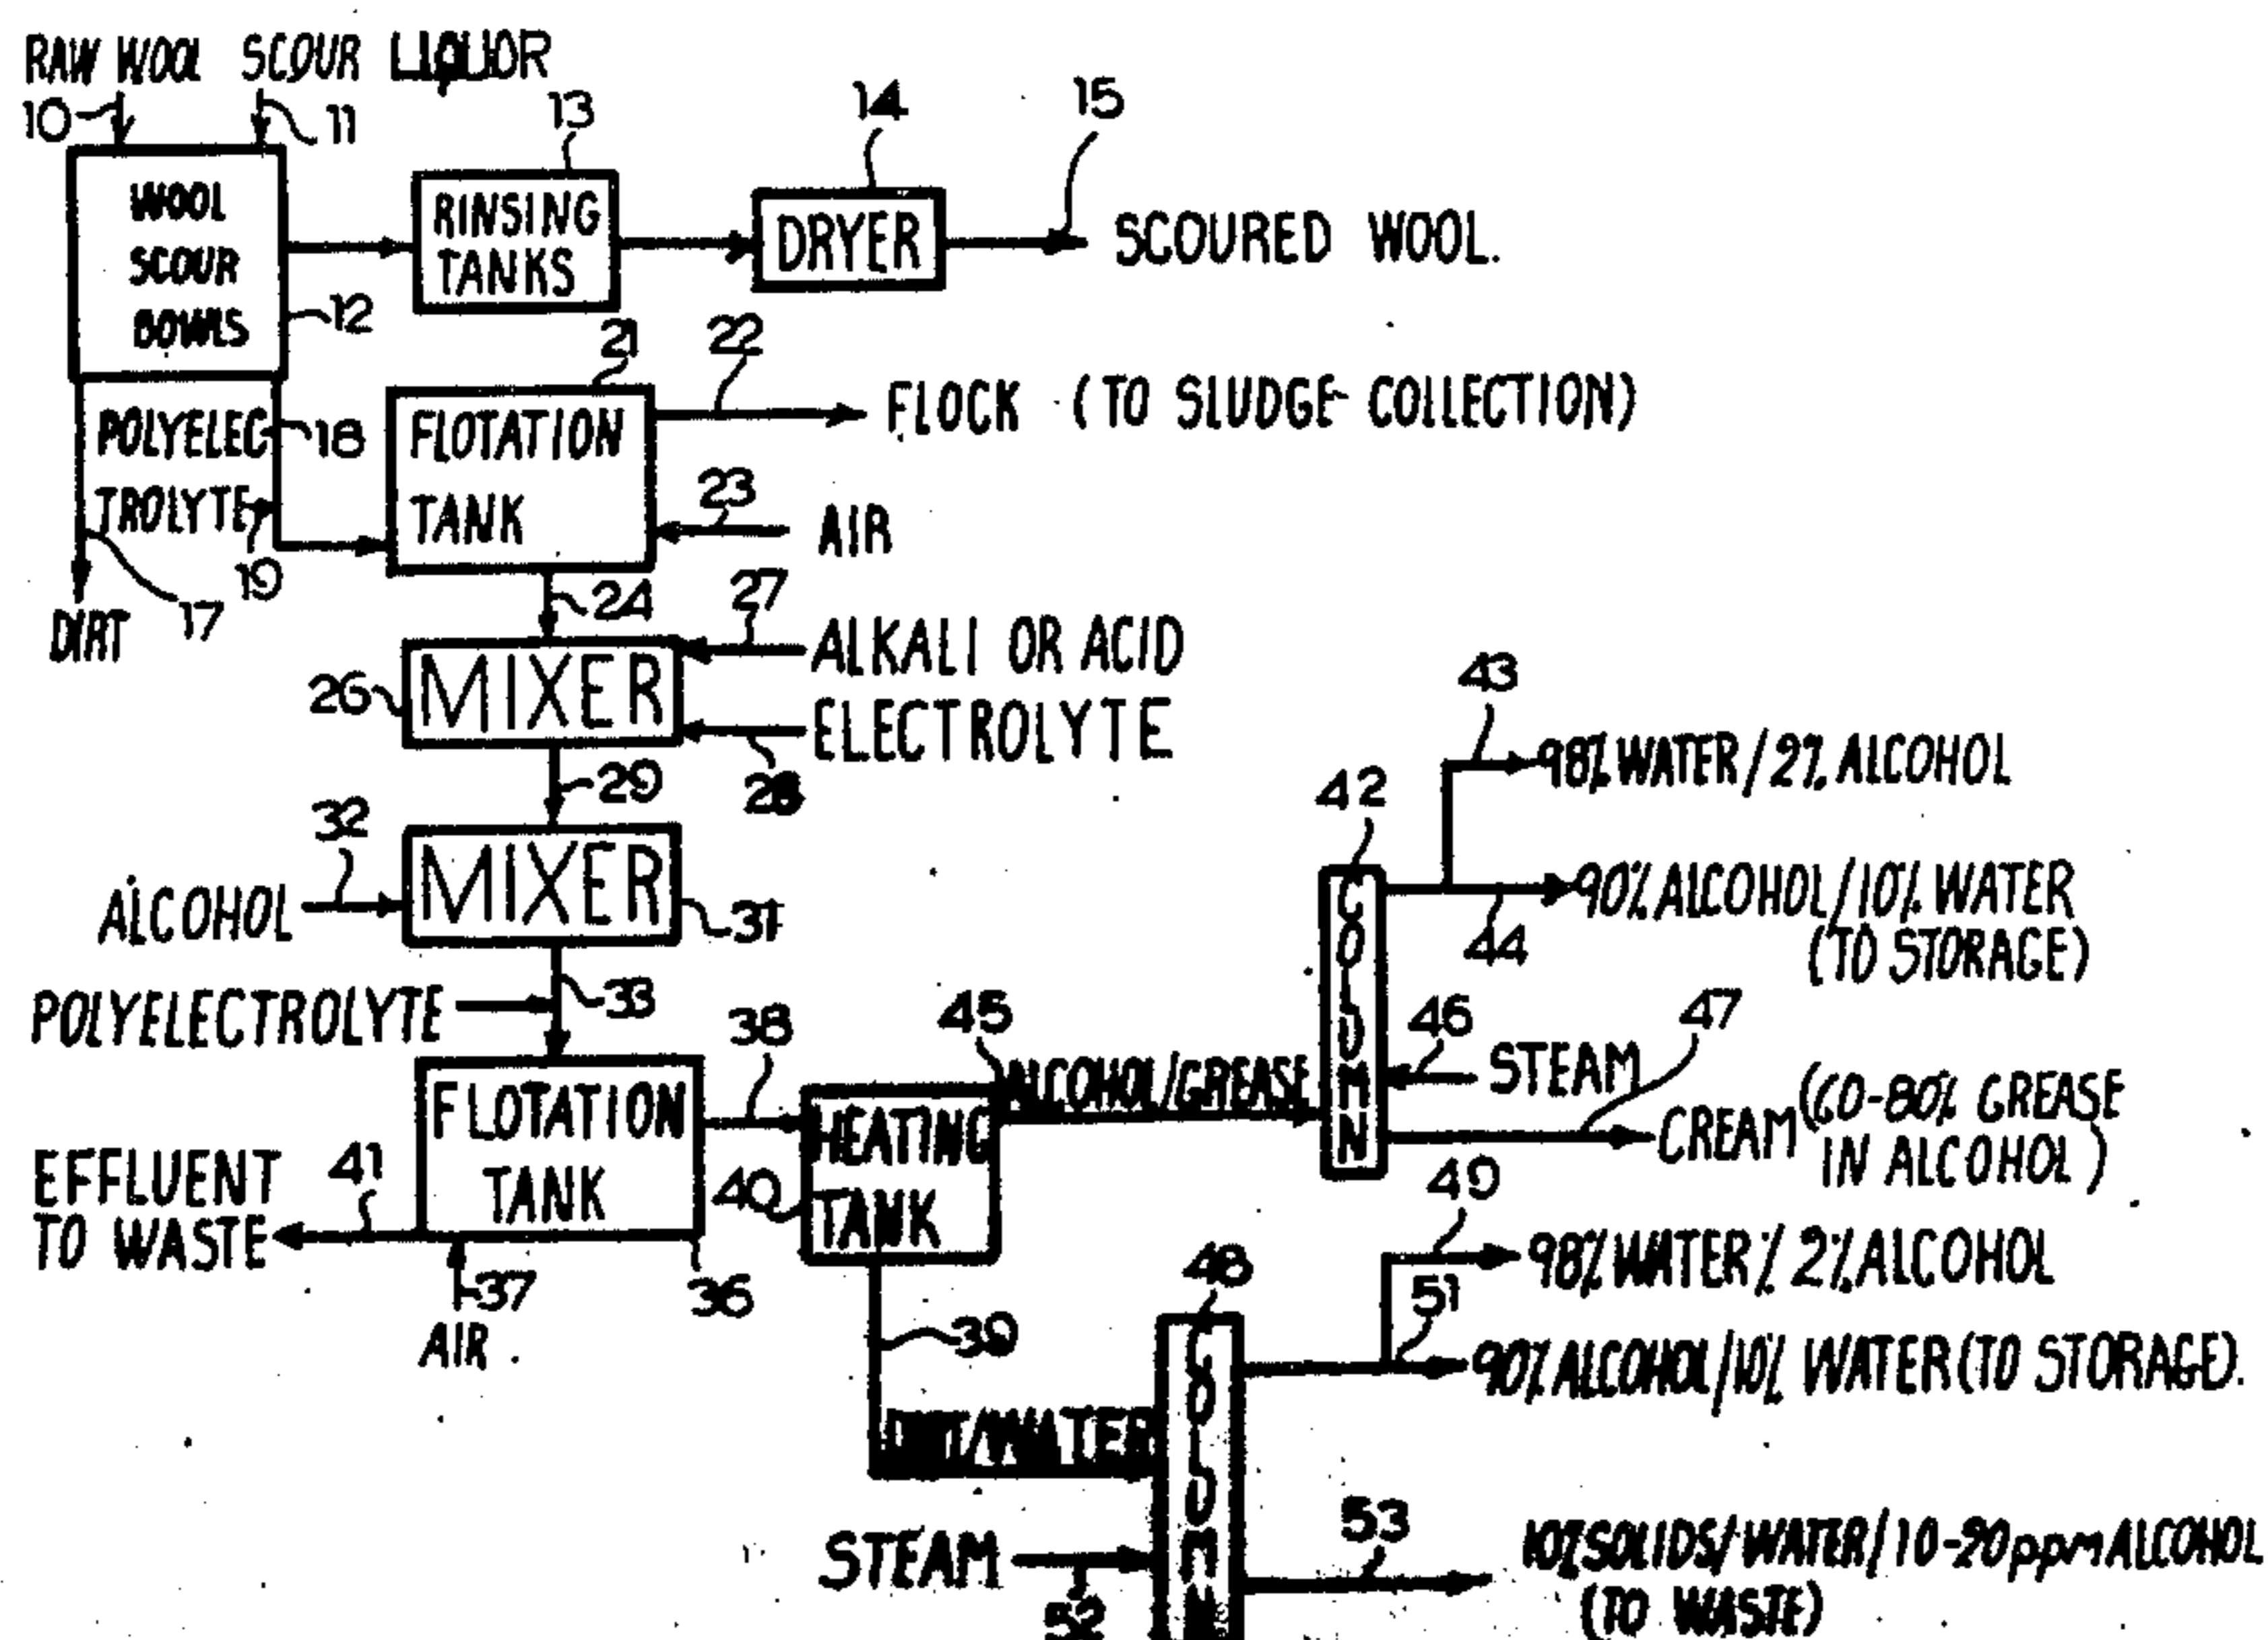 RAW WOOL SCOUR LIQUOR
10
11
13
14
15
WOOL
SCOUR
BOWLS
12
RINSING
TANKS
DRYER
SCOURED WOOL.
21
22
POLYELEC
TROLYTE
18
19
17
DIRT
FLOTATION
TANK
FLOCK (TO SLUDGE COLLECTION)
23
AIR
24
27
26
MIXER
ALKALI OR ACID
ELECTROLYTE
28
29
32
ALCOHOL
MIXER
31
33
POLYELECTROLYTE
38
45
FLOTATION
TANK
EFFLUENT
TO WASTE
41
37
AIR.
36
40
HEATING
TANK
39
ALCOHOL/GREASE
42
COLUMN
43
98% WATER/2% ALCOHOL
90% ALCOHOL/10% WATER
(TO STORAGE)
44
46
STEAM
47
CREAM (60-80% GREASE
IN ALCOHOL)
49
98% WATER % 2% ALCOHOL
48
51
90% ALCOHOL/10% WATER (TO STORAGE).
COLUMN
DIRT/WATER
STEAM
52
53
10% SOLIDS/WATER/10-20ppm ALCOHOL
(TO WASTE)